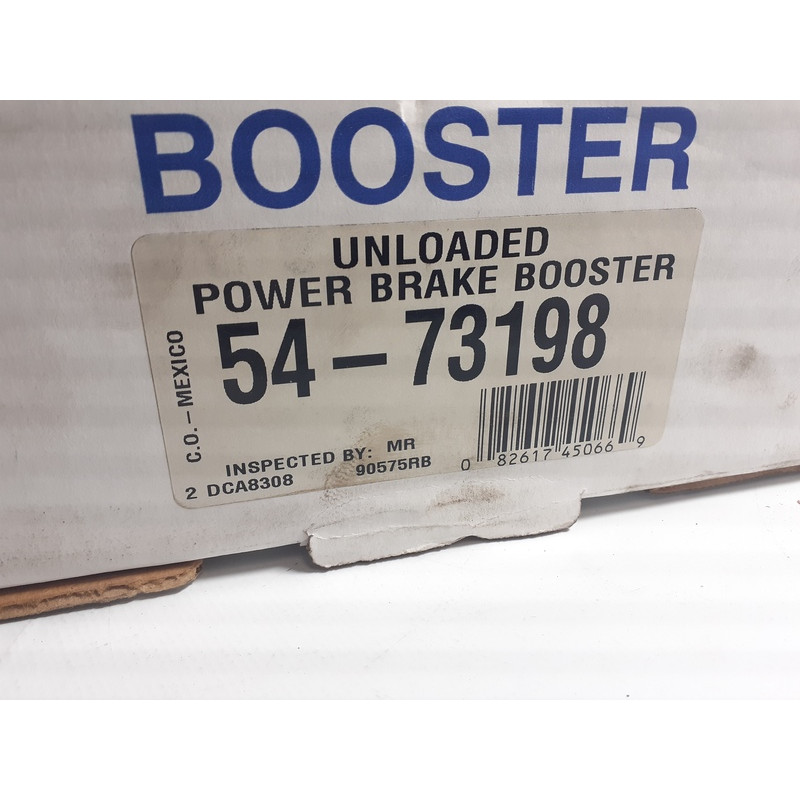 BOOSTER
UNLOADED
POWER BRAKE BOOSTER
54-73198
C.O. - MEXICO
INSPECTED BY: MR
2 DCA8308 90575RB
0 82617 45066 9